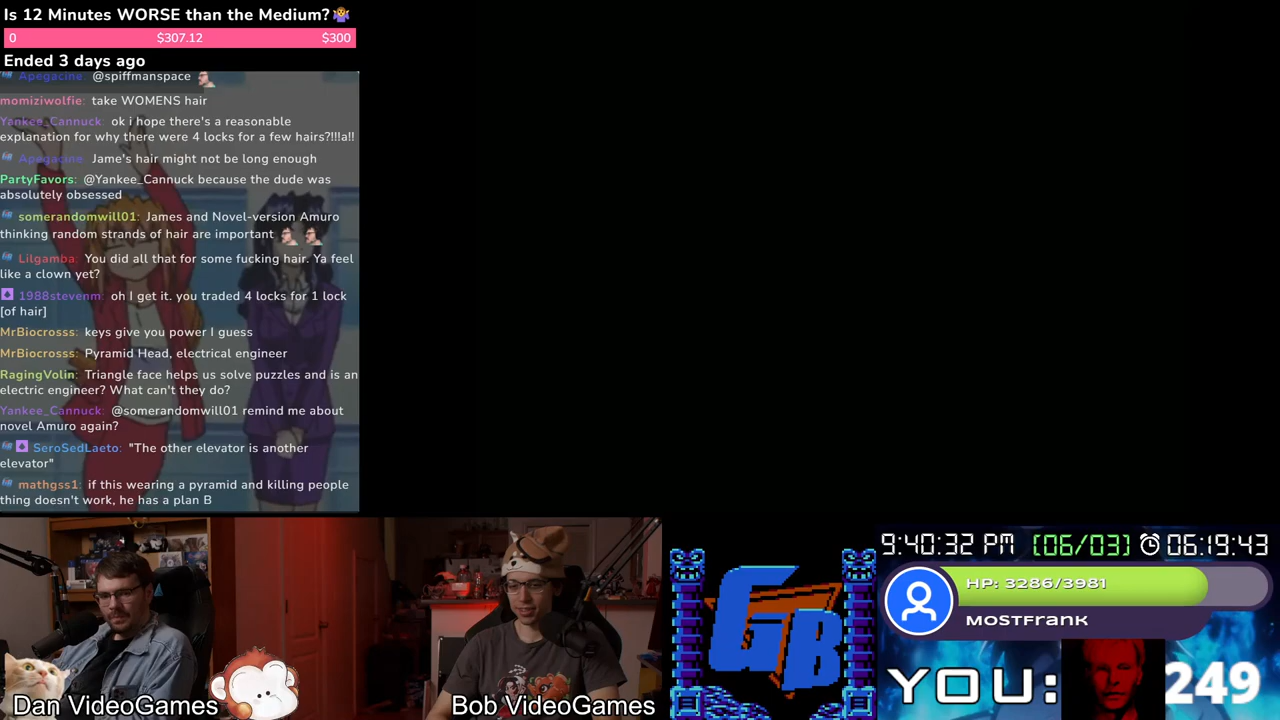 Is 12 Minutes WORSE than the Medium?🤷‍♀️
0 $307.12 $300
Ended 3 days ago
Apegacine: @spiffmanspace
momiziwolfie: take WOMENS hair
Yankee_Cannuck: ok i hope there's a reasonable
explanation for why there were 4 locks for a few hairs?!!!a!!
Apegacine: Jame's hair might not be long enough
PartyFavors: @Yankee_Cannuck because the dude was
absolutely obsessed
somerandomwill01: James and Novel-version Amuro
thinking random strands of hair are important
Lilgamba: You did all that for some fucking hair. Ya feel
like a clown yet?
1988stevenm: oh I get it. you traded 4 locks for 1 lock
[of hair]
MrBiocrosss: keys give you power I guess
MrBiocrosss: Pyramid Head, electrical engineer
RagingVolin: Triangle face helps us solve puzzles and is an
electric engineer? What can't they do?
Yankee_Cannuck: @somerandomwill01 remind me about
novel Amuro again?
SeroSedLaeto: "The other elevator is another
elevator"
mathgss1: if this wearing a pyramid and killing people
thing doesn't work, he has a plan B
Dan VideoGames
Bob VideoGames
GB
9:40:32 PM [06/03] 06:19:43
HP: 3286/3981
MOSTFrank
YOU: 249